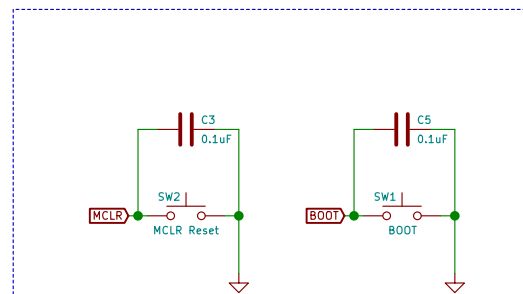 C3
0.1uF
C5
0.1uF
SW2
MCLR
MCLR Reset
SW1
BOOT
BOOT